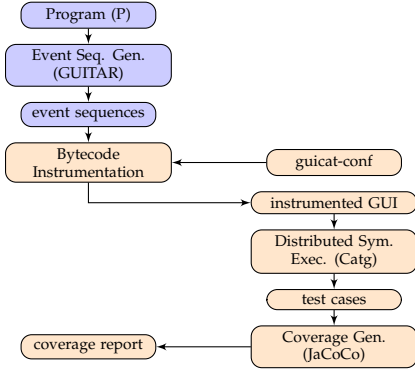 Program (P)
Event Seq. Gen.
(GUITAR)
event sequences
Bytecode
Instrumentation
guicat-conf
instrumented GUI
Distributed Sym.
Exec. (Catg)
test cases
Coverage Gen.
(JaCoCo)
coverage report